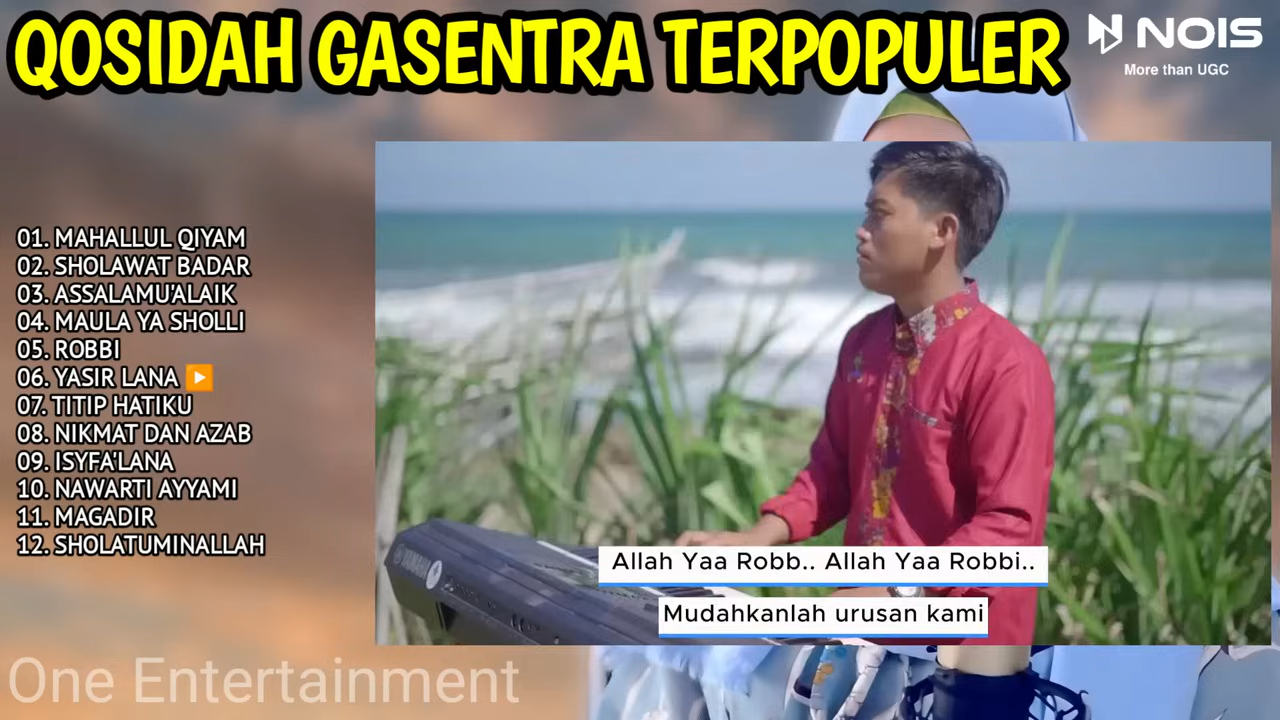 QOSIDAH GASENTRA TERPOPULER
NOIS
More than UGC
01. MAHALLUL QIYAM
02. SHOLAWAT BADAR
03. ASSALAMU'ALAIK
04. MAULA YA SHOLLI
05. ROBBI
06. YASIR LANA
07. TITIP HATIKU
08. NIKMAT DAN AZAB
09. ISYFA'LANA
10. NAWARTI AYYAMI
11. MAGADIR
12. SHOLATUMINALLAH
YAMAHA
Allah Yaa Robb.. Allah Yaa Robbi..
Mudahkanlah urusan kami
One Entertainment